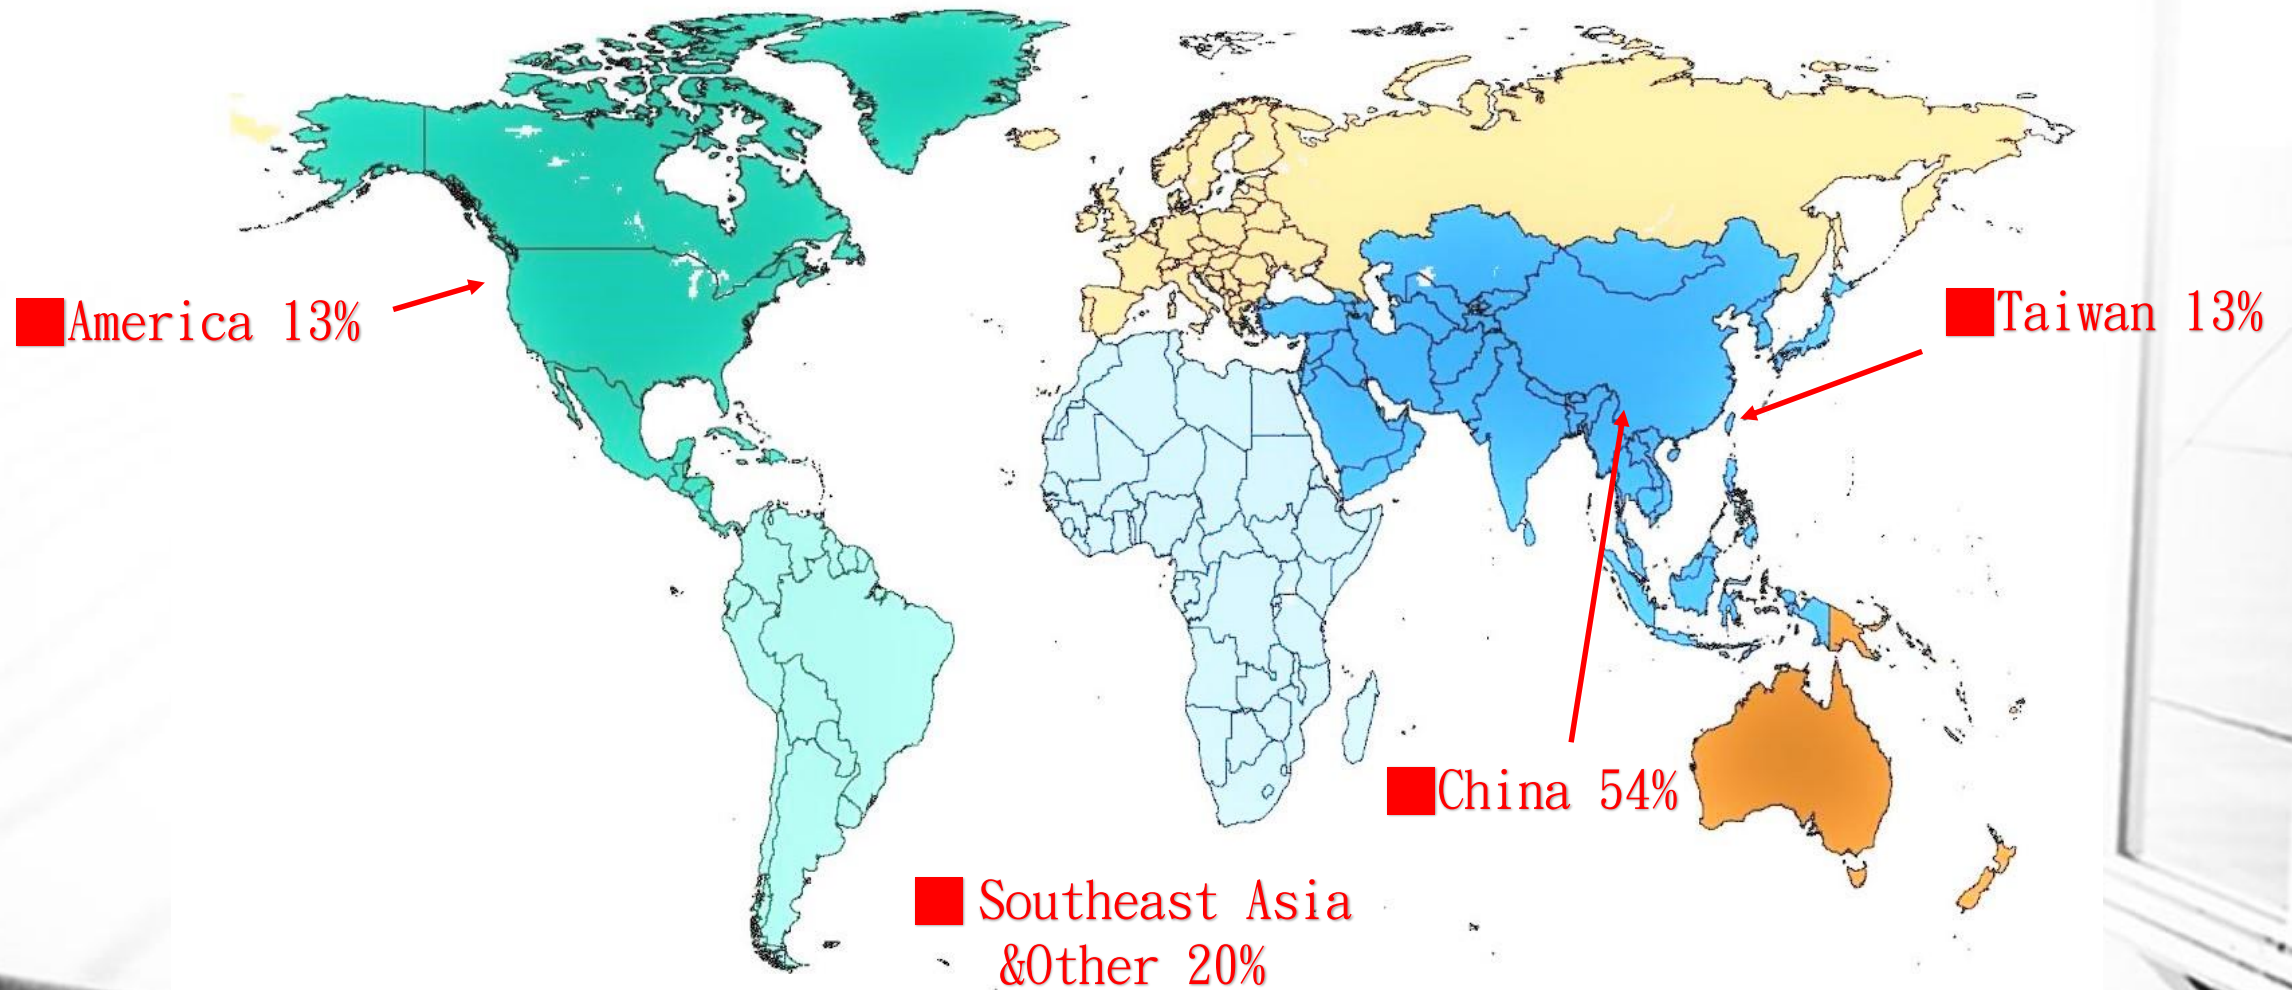 ■America 13%
■Taiwan 13%
■China 54%
■ Southeast Asia
&Other 20%